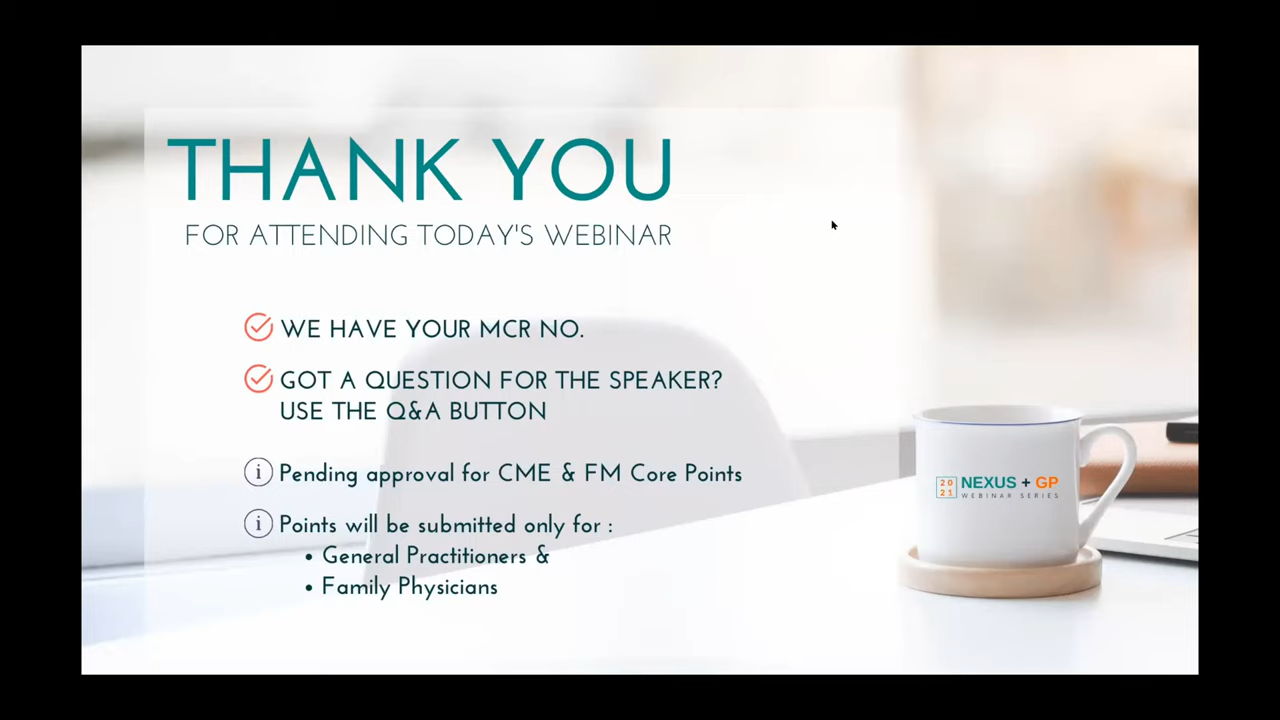 THANK YOU
FOR ATTENDING TODAY'S WEBINAR
WE HAVE YOUR MCR NO.
GOT A QUESTION FOR THE SPEAKER?
USE THE Q&A BUTTON
i Pending approval for CME & FM Core Points
i Points will be submitted only for :
• General Practitioners &
• Family Physicians
20
21
NEXUS + GP
WEBINAR SERIES